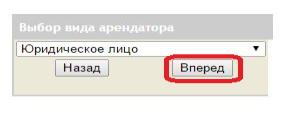 Выбор вида арендатора
Юридическое лицо
Назад Вперед